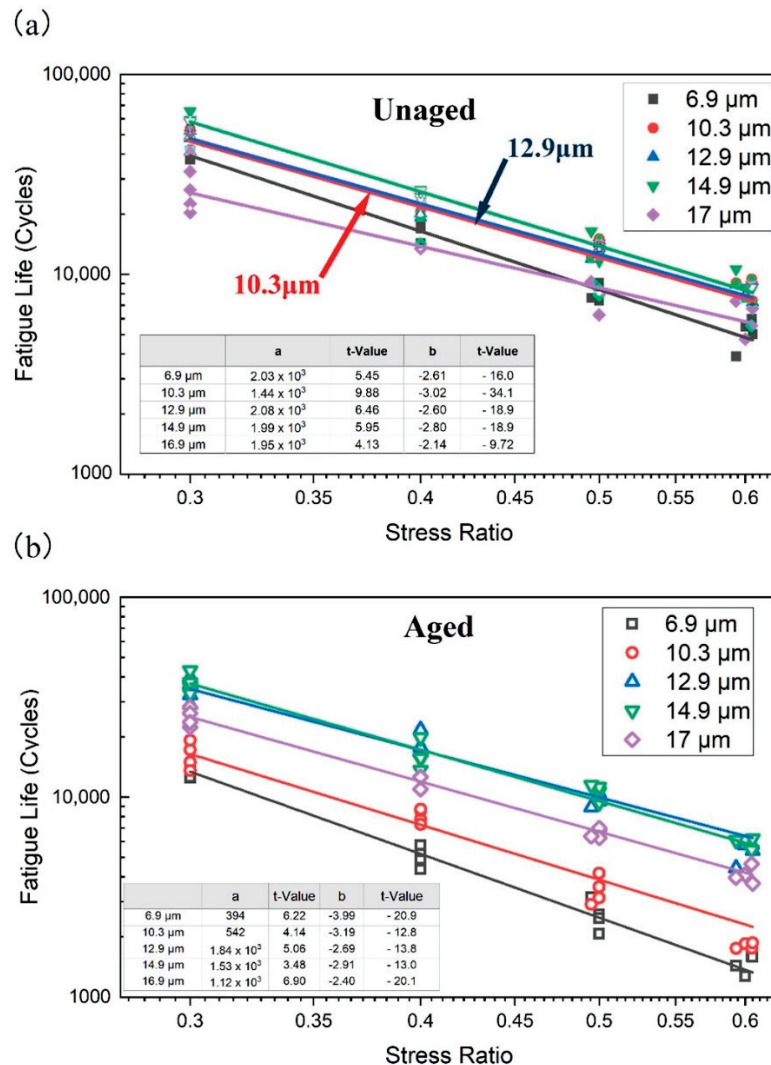 (a)
100,000
10,000
1000
Fatigue Life (Cycles)
Unaged
12.9µm
10.3µm
6.9 µm
10.3 µm
12.9 µm
14.9 µm
17 µm
a t-Value b t-Value
6.9 µm 2.03 x 10³ 5.45 -2.61 - 16.0
10.3 µm 1.44 x 10³ 9.88 -3.02 - 34.1
12.9 µm 2.08 x 10³ 6.46 -2.60 - 18.9
14.9 µm 1.99 x 10³ 5.95 -2.80 - 18.9
16.9 µm 1.95 x 10³ 4.13 -2.14 - 9.72
0.3 0.35 0.4 0.45 0.5 0.55 0.6
Stress Ratio
(b)
100,000
10,000
1000
Fatigue Life (Cycles)
Aged
6.9 µm
10.3 µm
12.9 µm
14.9 µm
17 µm
a t-Value b t-Value
6.9 µm 394 6.22 -3.99 - 20.9
10.3 µm 542 4.14 -3.19 - 12.8
12.9 µm 1.84 x 10³ 5.06 -2.69 - 13.8
14.9 µm 1.53 x 10³ 3.48 -2.91 - 13.0
16.9 µm 1.12 x 10³ 6.90 -2.40 - 20.1
0.3 0.35 0.4 0.45 0.5 0.55 0.6
Stress Ratio